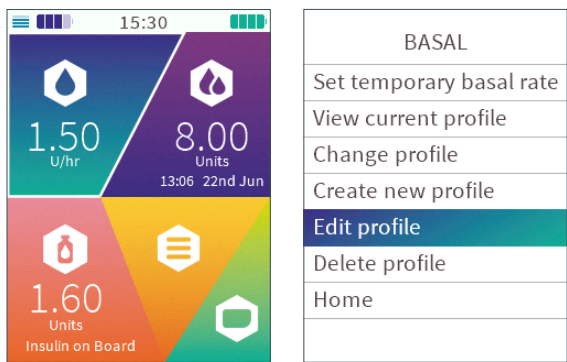 15:30
1.50
U/hr
8.00
Units
13:06 22nd Jun
1.60
Units
Insulin on Board
BASAL
Set temporary basal rate
View current profile
Change profile
Create new profile
Edit profile
Delete profile
Home